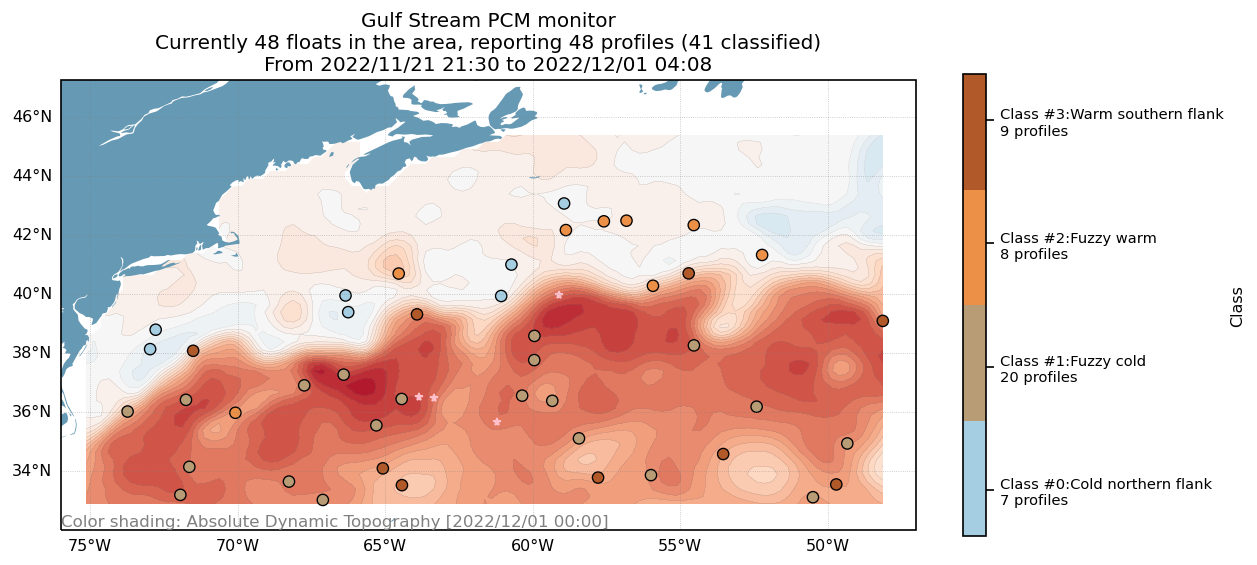 Gulf Stream PCM monitor
Currently 48 floats in the area, reporting 48 profiles (41 classified)
From 2022/11/21 21:30 to 2022/12/01 04:08
46°N
44°N
42°N
40°N
38°N
36°N
34°N
Color shading: Absolute Dynamic Topography [2022/12/01 00:00]
75°W
70°W
65°W
60°W
55°W
50°W
Class #3:Warm southern flank
9 profiles
Class #2:Fuzzy warm
8 profiles
Class #1:Fuzzy cold
20 profiles
Class #0:Cold northern flank
7 profiles
Class